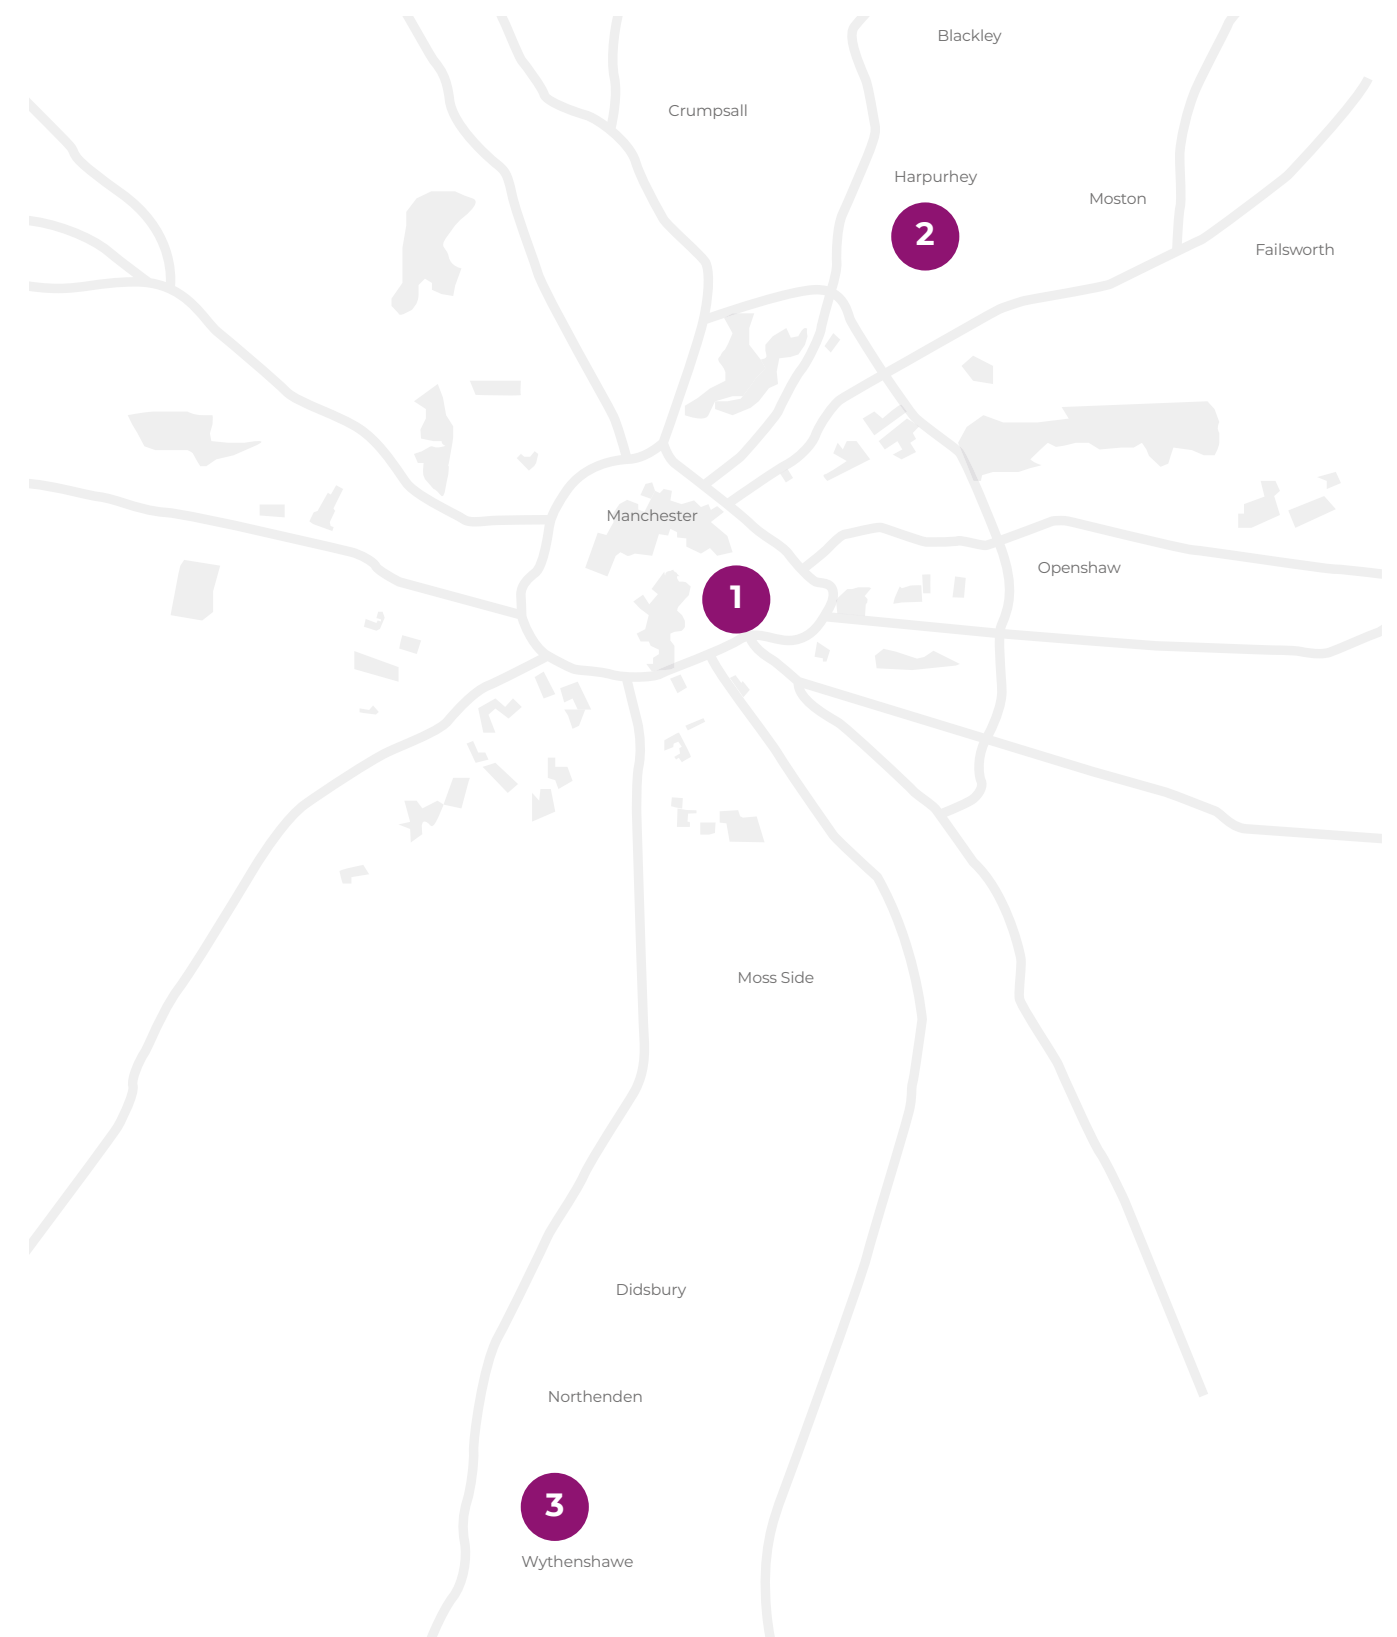 Blackley
Crumpsall
Harpurhey
Moston
2
Failsworth
Manchester
Openshaw
1
Moss Side
Didsbury
Northenden
3
Wythenshawe